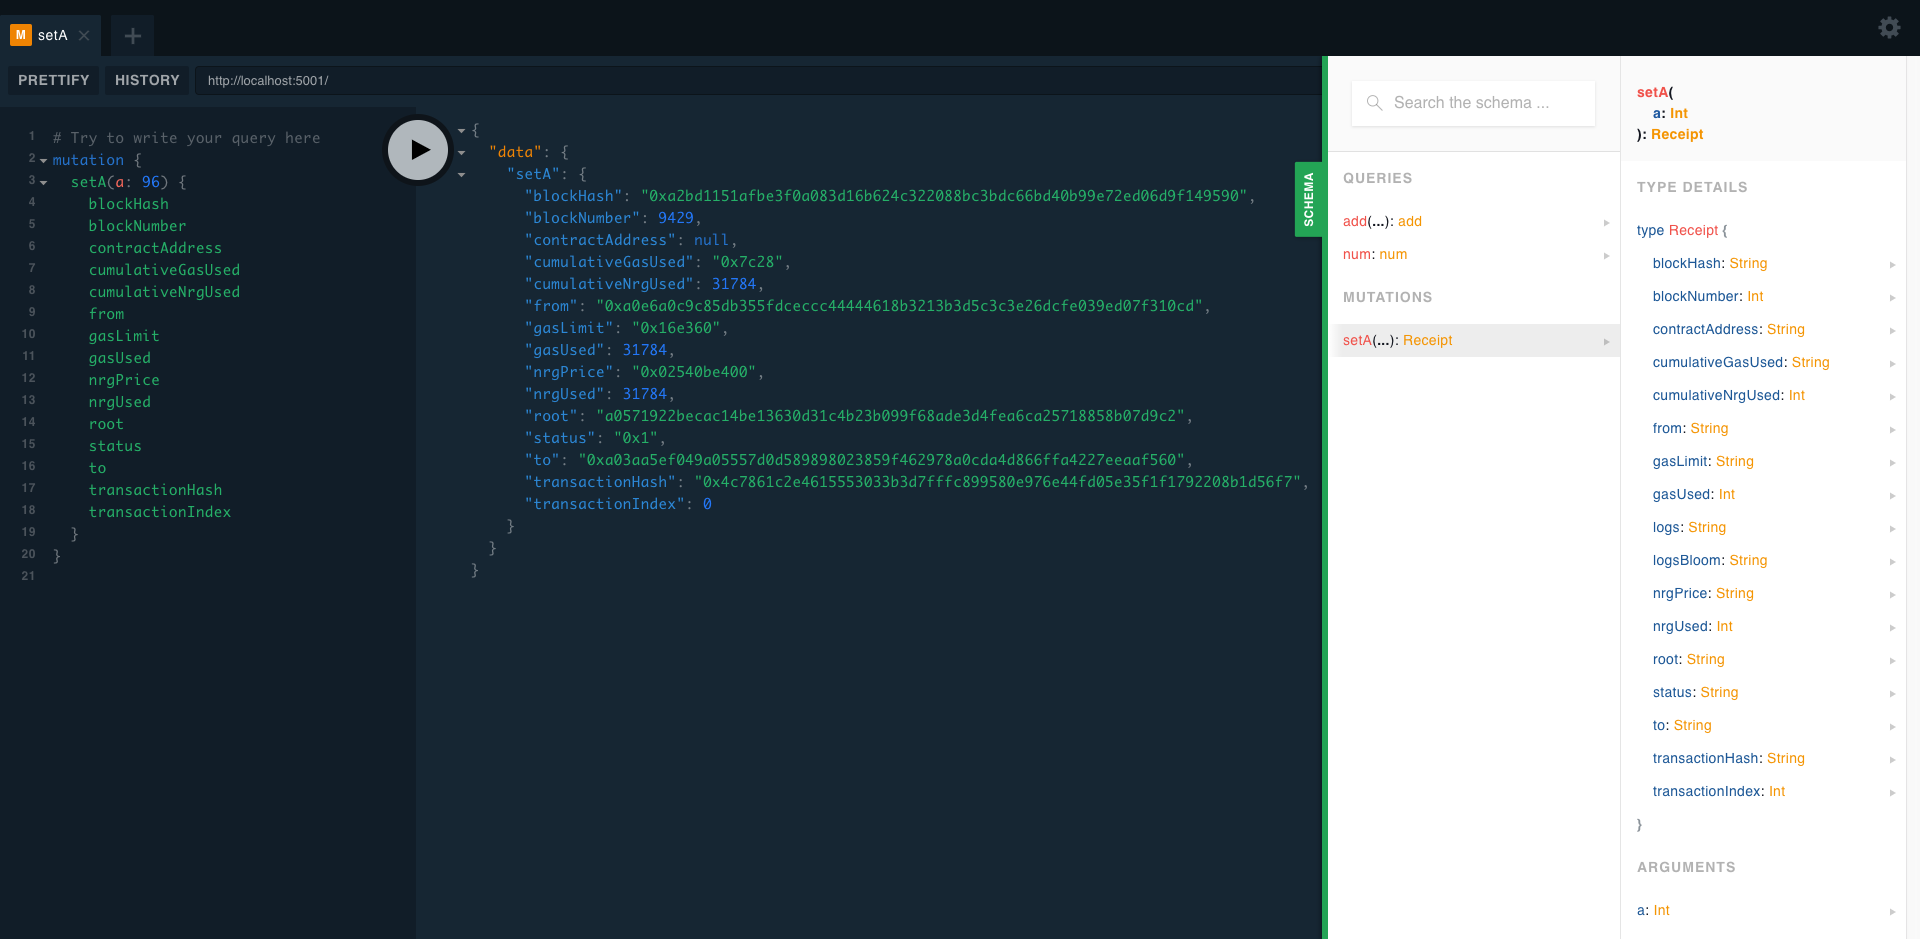 M setA
PRETTIFY HISTORY http://localhost:5001/
1 # Try to write your query here
2 mutation {
3 setA(a: 96) {
4 blockHash
5 blockNumber
6 contractAddress
7 cumulativeGasUsed
8 cumulativeNrgUsed
9 from
10 gasLimit
11 gasUsed
12 nrgPrice
13 nrgUsed
14 root
15 status
16 to
17 transactionHash
18 transactionIndex
19 }
20 }
21
{
"data": {
"setA": {
"blockHash": "0xa2bd1151afbe3f0a083d16b624c322088bc3bdc66bd40b99e72ed06d9f149590",
"blockNumber": 9429,
"contractAddress": null,
"cumulativeGasUsed": "0x7c28",
"cumulativeNrgUsed": 31784,
"from": "0xa0e6a0c9c85db355fdceccc44444618b3213b3d5c3c3e26dcfe039ed07f310cd",
"gasLimit": "0x16e360",
"gasUsed": 31784,
"nrgPrice": "0x02540be400",
"nrgUsed": 31784,
"root": "a0571922becac14be13630d31c4b23b099f68ade3d4fea6ca25718858b07d9c2",
"status": "0x1",
"to": "0xa03aa5ef049a05557d0d589898023859f462978a0cda4d866ffa4227eeaaf560",
"transactionHash": "0x4c7861c2e4615553033b3d7fffc899580e976e44fd05e35f1f1792208b1d56f7",
"transactionIndex": 0
}
}
}
SCHEMA
Search the schema ...
QUERIES
add(...): add
num: num
MUTATIONS
setA(...): Receipt
setA(
a: Int
): Receipt
TYPE DETAILS
type Receipt {
blockHash: String
blockNumber: Int
contractAddress: String
cumulativeGasUsed: String
cumulativeNrgUsed: Int
from: String
gasLimit: String
gasUsed: Int
logs: String
logsBloom: String
nrgPrice: String
nrgUsed: Int
root: String
status: String
to: String
transactionHash: String
transactionIndex: Int
}
ARGUMENTS
a: Int